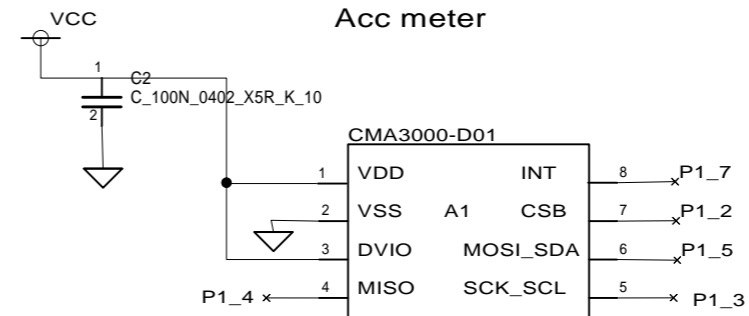 VCC
Acc meter
1
C2
C_100N_0402_X5R_K_10
2
CMA3000-D01
1 VDD INT 8 P1_7
2 VSS A1 CSB 7 P1_2
3 DVIO MOSI_SDA 6 P1_5
P1_4 4 MISO SCK_SCL 5 P1_3